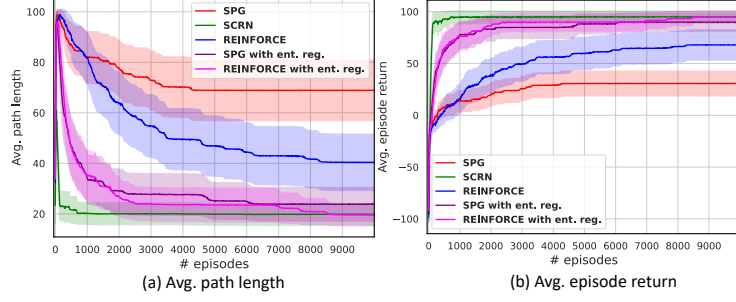 100
80
60
40
20
Avg. path length
SPG
SCRN
REINFORCE
SPG with ent. reg.
REINFORCE with ent. reg.
0 1000 2000 3000 4000 5000 6000 7000 8000 9000
# episodes
(a) Avg. path length
100
50
0
−50
−100
Avg. episode return
SPG
SCRN
REINFORCE
SPG with ent. reg.
REINFORCE with ent. reg.
0 1000 2000 3000 4000 5000 6000 7000 8000 9000
# episodes
(b) Avg. episode return